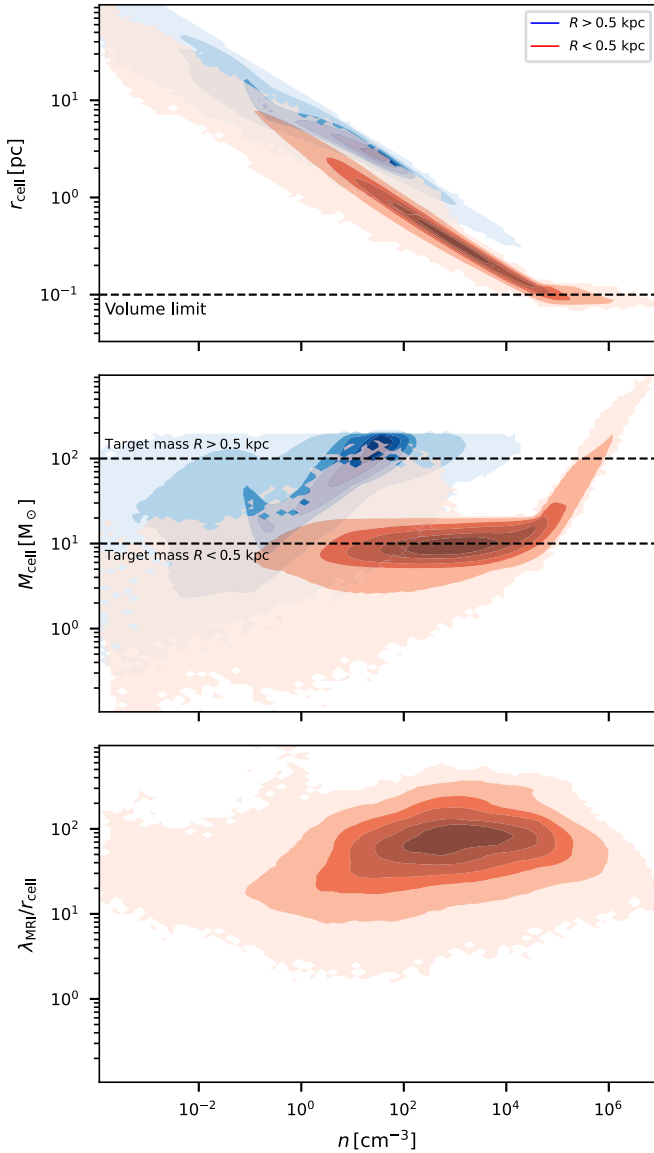 R > 0.5 kpc
R < 0.5 kpc
10¹
10⁰
10⁻¹
r_cell [pc]
Volume limit
10²
10¹
10⁰
M_cell [M_⊙]
Target mass R > 0.5 kpc
Target mass R < 0.5 kpc
10²
10¹
10⁰
λ_MRI/r_cell
10⁻² 10⁰ 10² 10⁴ 10⁶
n [cm⁻³]